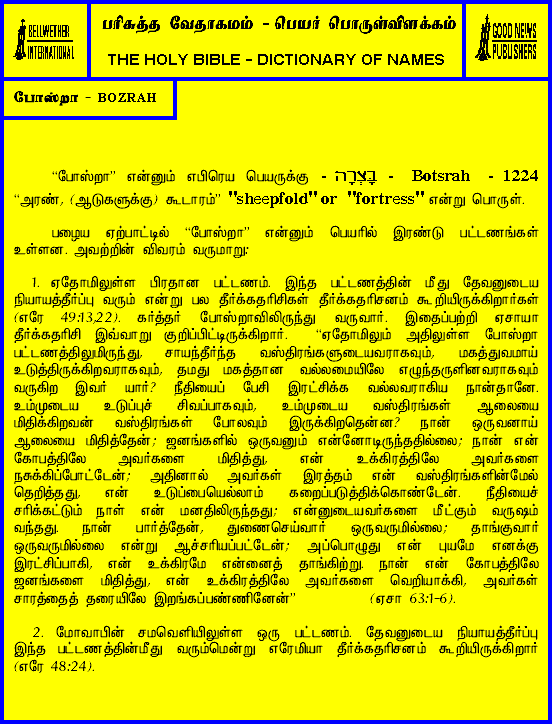 BELLWETHER
INTERNATIONAL
பரிசுத்த வேதாகமம் - பெயர் பொருள்விளக்கம்
THE HOLY BIBLE - DICTIONARY OF NAMES
GOOD NEWS
PUBLISHERS
போஸ்றா - BOZRAH
“போஸ்றா” என்னும் எபிரெய பெயருக்கு - בָּצְרָה - Botsrah - 1224
“அரண், (ஆடுகளுக்கு) கூடாரம்” "sheepfold" or "fortress" என்று பொருள்.
பழைய ஏற்பாட்டில் “போஸ்றா” என்னும் பெயரில் இரண்டு பட்டணங்கள்
உள்ளன. அவற்றின் விவரம் வருமாறு:
1. ஏதோமிலுள்ள பிரதான பட்டணம். இந்த பட்டணத்தின் மீது தேவனுடைய
நியாயத்தீர்ப்பு வரும் என்று பல தீர்க்கதரிசிகள் தீர்க்கதரிசனம் கூறியிருக்கிறார்கள்
(எரே 49:13,22). கர்த்தர் போஸ்றாவிலிருந்து வருவார். இதைப்பற்றி ஏசாயா
தீர்க்கதரிசி இவ்வாறு குறிப்பிட்டிருக்கிறார். “ஏதோமிலும் அதிலுள்ள போஸ்றா
பட்டணத்திலுமிருந்து, சாயந்தீர்ந்த வஸ்திரங்களுடையவராகவும், மகத்துவமாய்
உடுத்திருக்கிறவராகவும், தமது மகத்தான வல்லமையிலே எழுந்தருளினவராகவும்
வருகிற இவர் யார்? நீதியைப் பேசி இரட்சிக்க வல்லவராகிய நான்தானே.
உம்முடைய உடுப்புச் சிவப்பாகவும், உம்முடைய வஸ்திரங்கள் ஆலையை
மிதிக்கிறவன் வஸ்திரங்கள் போலவும் இருக்கிறதென்ன? நான் ஒருவனாய்
ஆலையை மிதித்தேன்; ஜனங்களில் ஒருவனும் என்னோடிருந்ததில்லை; நான் என்
கோபத்திலே அவர்களை மிதித்து, என் உக்கிரத்திலே அவர்களை
நசுக்கிப்போட்டேன்; அதினால் அவர்கள் இரத்தம் என் வஸ்திரங்களின்மேல்
தெறித்தது, என் உடுப்பையெல்லாம் கறைப்படுத்திக்கொண்டேன். நீதியைச்
சரிக்கட்டும் நாள் என் மனதிலிருந்தது; என்னுடையவர்களை மீட்கும் வருஷம்
வந்தது. நான் பார்த்தேன், துணைசெய்வார் ஒருவருமில்லை; தாங்குவார்
ஒருவருமில்லை என்று ஆச்சரியப்பட்டேன்; அப்பொழுது என் புயமே எனக்கு
இரட்சிப்பாகி, என் உக்கிரமே என்னைத் தாங்கிற்று. நான் என் கோபத்திலே
ஜனங்களை மிதித்து, என் உக்கிரத்திலே அவர்களை வெறியாக்கி, அவர்கள்
சாரத்தைத் தரையிலே இறங்கப்பண்ணினேன்” (ஏசா 63:1-6).
2. மோவாபின் சமவெளியிலுள்ள ஒரு பட்டணம். தேவனுடைய நியாயத்தீர்ப்பு
இந்த பட்டணத்தின்மீது வரும்மென்று எரேமியா தீர்க்கதரிசனம் கூறியிருக்கிறார்
(எரே 48:24).